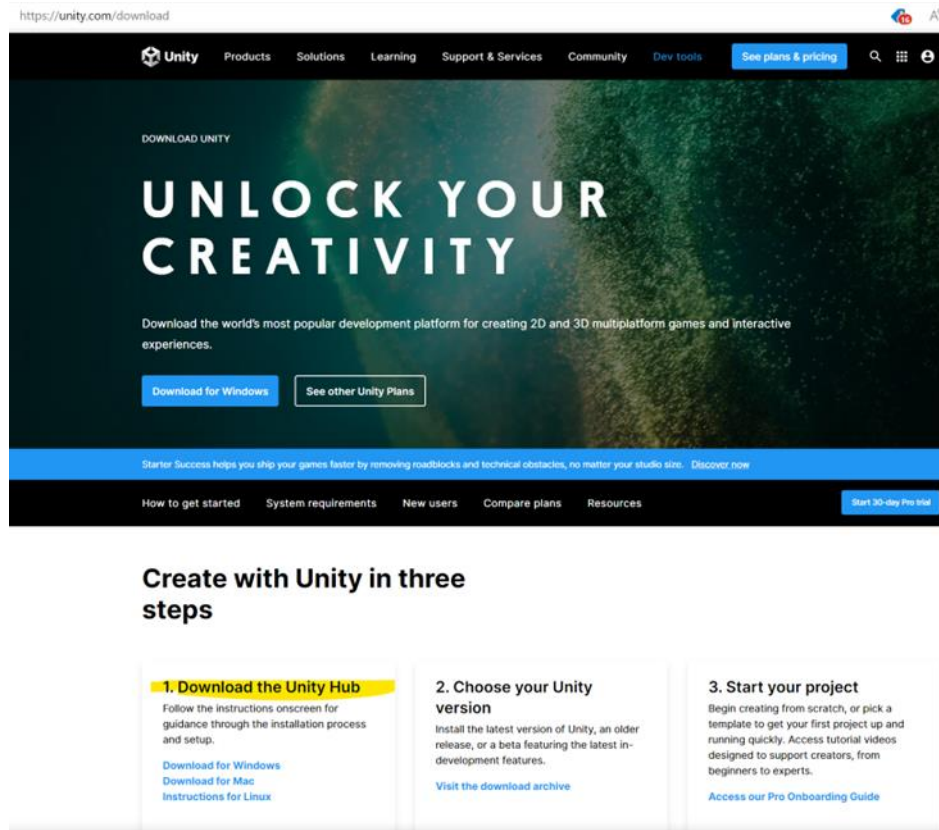 https://unity.com/download
16
Unity Products Solutions Learning Support & Services Community Dev tools See plans & pricing
DOWNLOAD UNITY
UNLOCK YOUR
CREATIVITY
Download the world's most popular development platform for creating 2D and 3D multiplatform games and interactive
experiences.
Download for Windows See other Unity Plans
Starter Success helps you ship your games faster by removing roadblocks and technical obstacles, no matter your studio size. Discover now
How to get started System requirements New users Compare plans Resources Start 30-day Pro trial
Create with Unity in three
steps
1. Download the Unity Hub
Follow the instructions onscreen for
guidance through the installation process
and setup.
Download for Windows
Download for Mac
Instructions for Linux
2. Choose your Unity
version
Install the latest version of Unity, an older
release, or a beta featuring the latest in-
development features.
Visit the download archive
3. Start your project
Begin creating from scratch, or pick a
template to get your first project up and
running quickly. Access tutorial videos
designed to support creators, from
beginners to experts.
Access our Pro Onboarding Guide